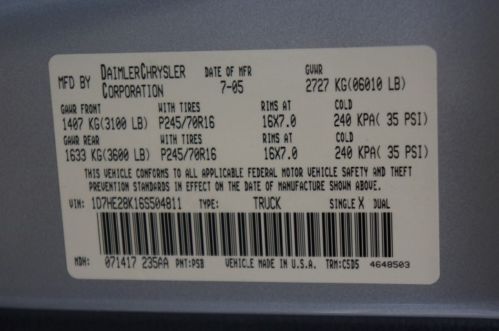 MFD BY DAIMLERCHRYSLER CORPORATION DATE OF MFR 7-05 GVWR 2727 KG(06010 LB)
GAWR FRONT WITH TIRES RIMS AT COLD
1407 KG(3100 LB) P245/70R16 16X7.0 240 KPA( 35 PSI)
GAWR REAR WITH TIRES RIMS AT COLD
1633 KG(3600 LB) P245/70R16 16X7.0 240 KPA( 35 PSI)
THIS VEHICLE CONFORMS TO ALL APPLICABLE FEDERAL MOTOR VEHICLE SAFETY AND THEFT
PREVENTION STANDARDS IN EFFECT ON THE DATE OF MANUFACTURE SHOWN ABOVE.
VIN: 1D7HE28K16S504811 TYPE: TRUCK SINGLE X DUAL
MDH: 071417 235AA PNT:PSB VEHICLE MADE IN U.S.A. TRM:CSD5 4648503